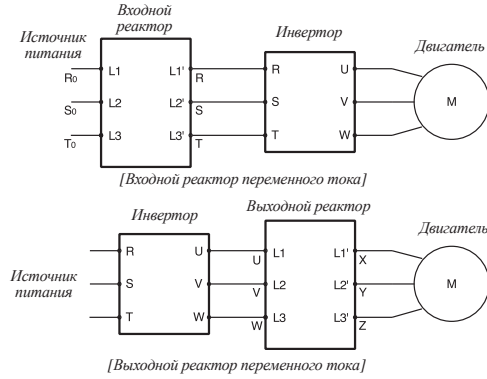 Входной
реактор
Инвертор
Двигатель
Источник
питания
R0 L1 L1' R R U
S0 L2 L2' S S V M
T0 L3 L3' T T W
[Входной реактор переменного тока]
Инвертор
Выходной реактор
Двигатель
Источник
питания
R U U L1 L1' X
S V V L2 L2' Y M
T W W L3 L3' Z
[Выходной реактор переменного тока]